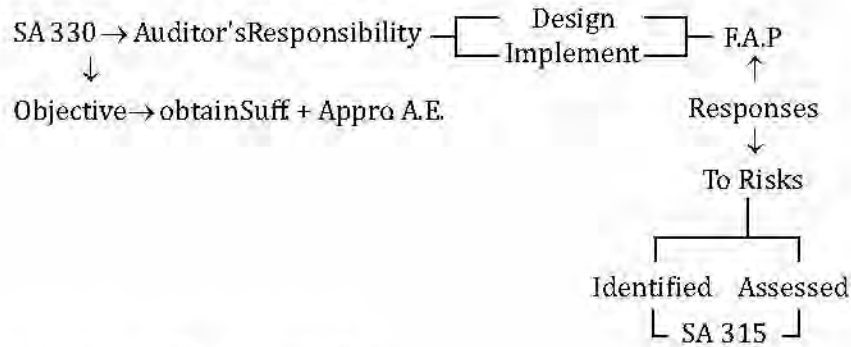 SA 330 → Auditor'sResponsibility Design Implement F.A.P
Objective → obtainSuff + Appro A.E.
Responses
To Risks
Identified Assessed
SA 315